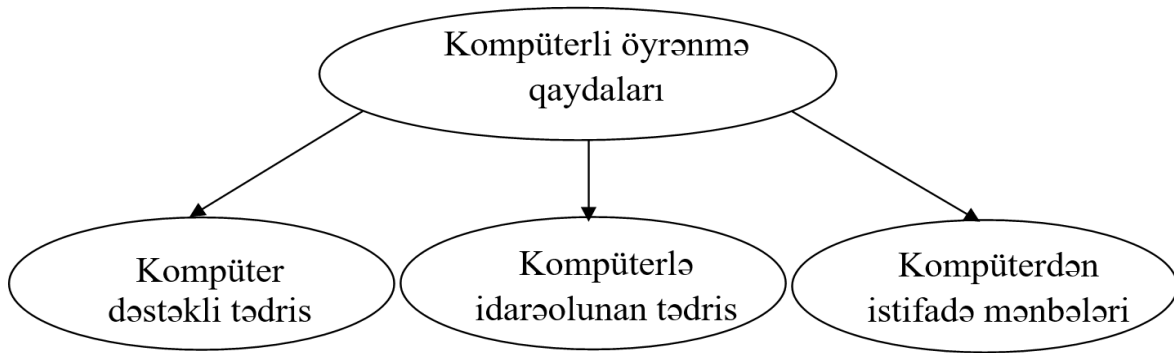 Kompüterli öyrənmə
qaydaları
Kompüter
dəstəkli tədris
Kompüterlə
idarəolunan tədris
Kompüterdən
istifadə mənbələri